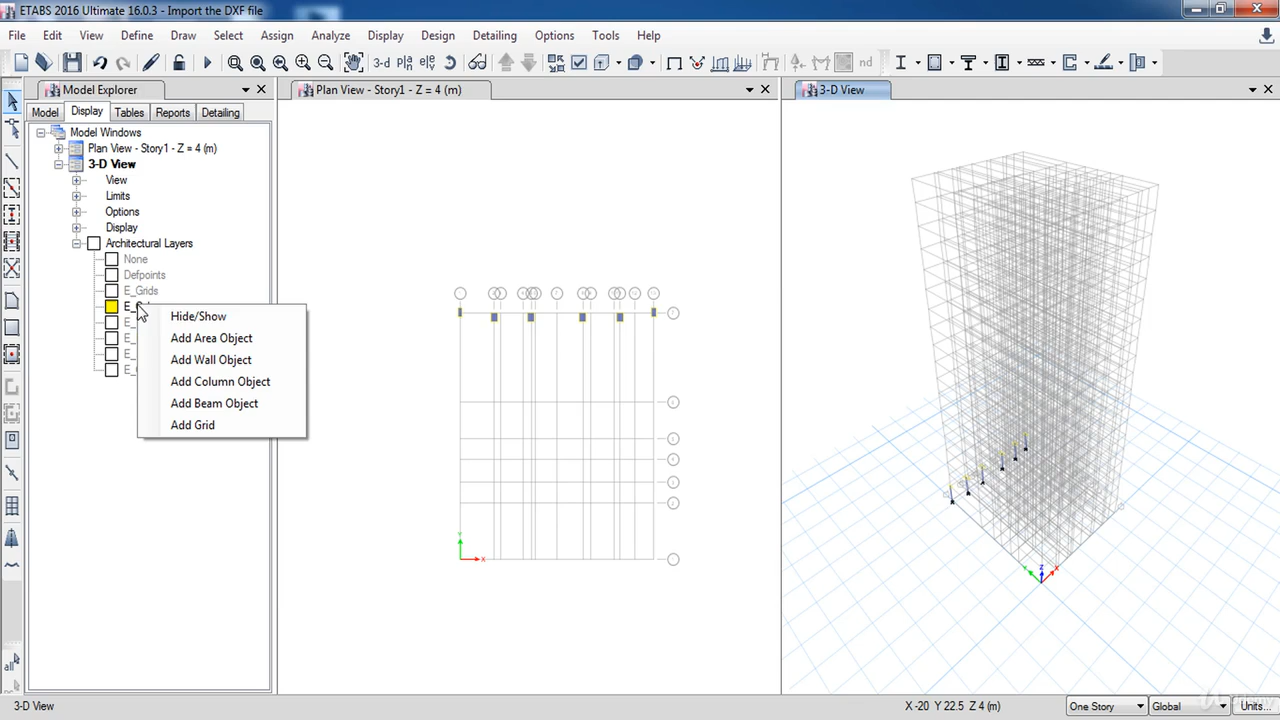 ETABS 2016 Ultimate 16.0.3 - Import the DXF file
File Edit View Define Draw Select Assign Analyze Display Design Detailing Options Tools Help
3-d
nd
Model Explorer
Model Display Tables Reports Detailing
Model Windows
Plan View - Story1 - Z = 4 (m)
3-D View
View
Limits
Options
Display
Architectural Layers
None
Defpoints
E_Grids
Hide/Show
Add Area Object
Add Wall Object
Add Column Object
Add Beam Object
Add Grid
Plan View - Story1 - Z = 4 (m)
Y
X
3-D View
Z
Y
X
all
3-D View
X -20 Y 22.5 Z 4 (m)
One Story
Global
Units...